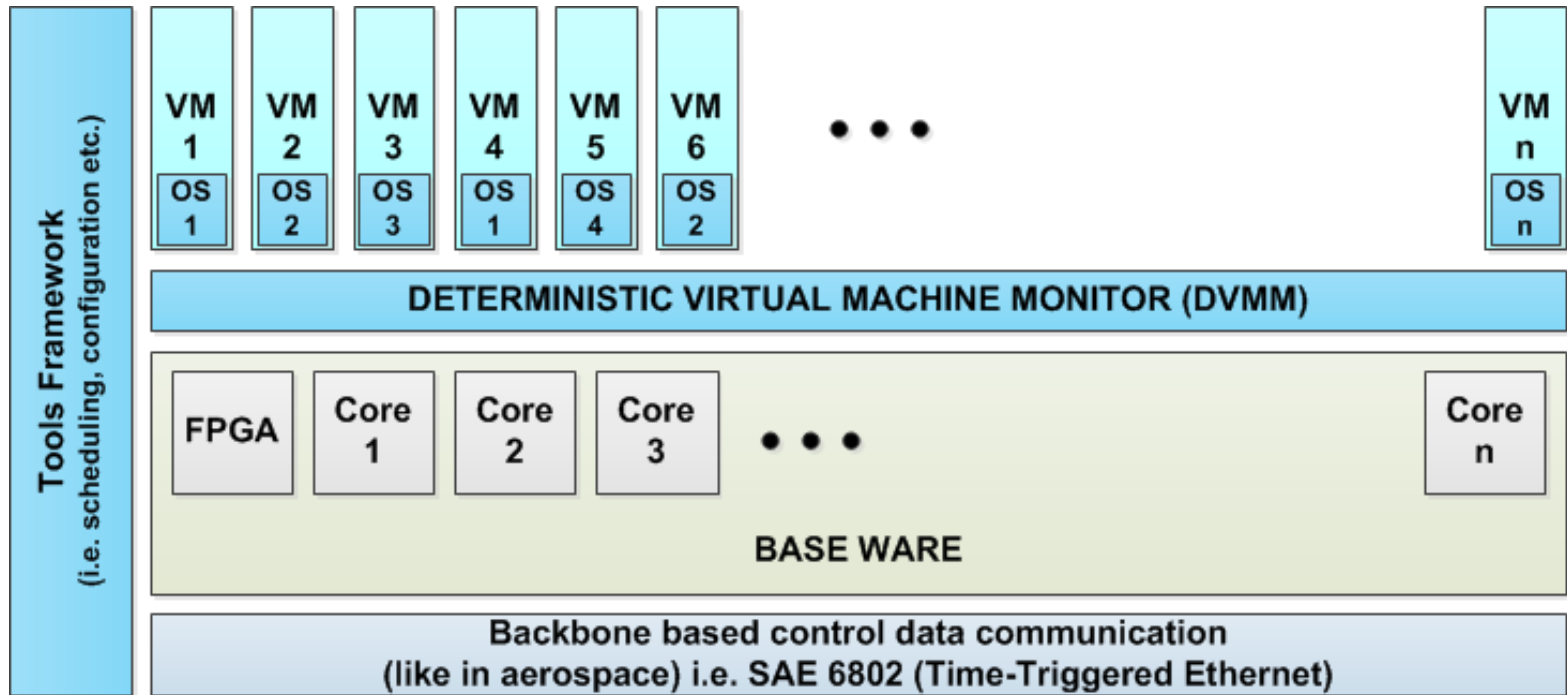 Tools Framework
(i.e. scheduling, configuration etc.)
VM
1
OS
1
VM
2
OS
2
VM
3
OS
3
VM
4
OS
1
VM
5
OS
4
VM
6
OS
2
VM
n
OS
n
DETERMINISTIC VIRTUAL MACHINE MONITOR (DVMM)
FPGA
Core
1
Core
2
Core
3
Core
n
BASE WARE
Backbone based control data communication
(like in aerospace) i.e. SAE 6802 (Time-Triggered Ethernet)